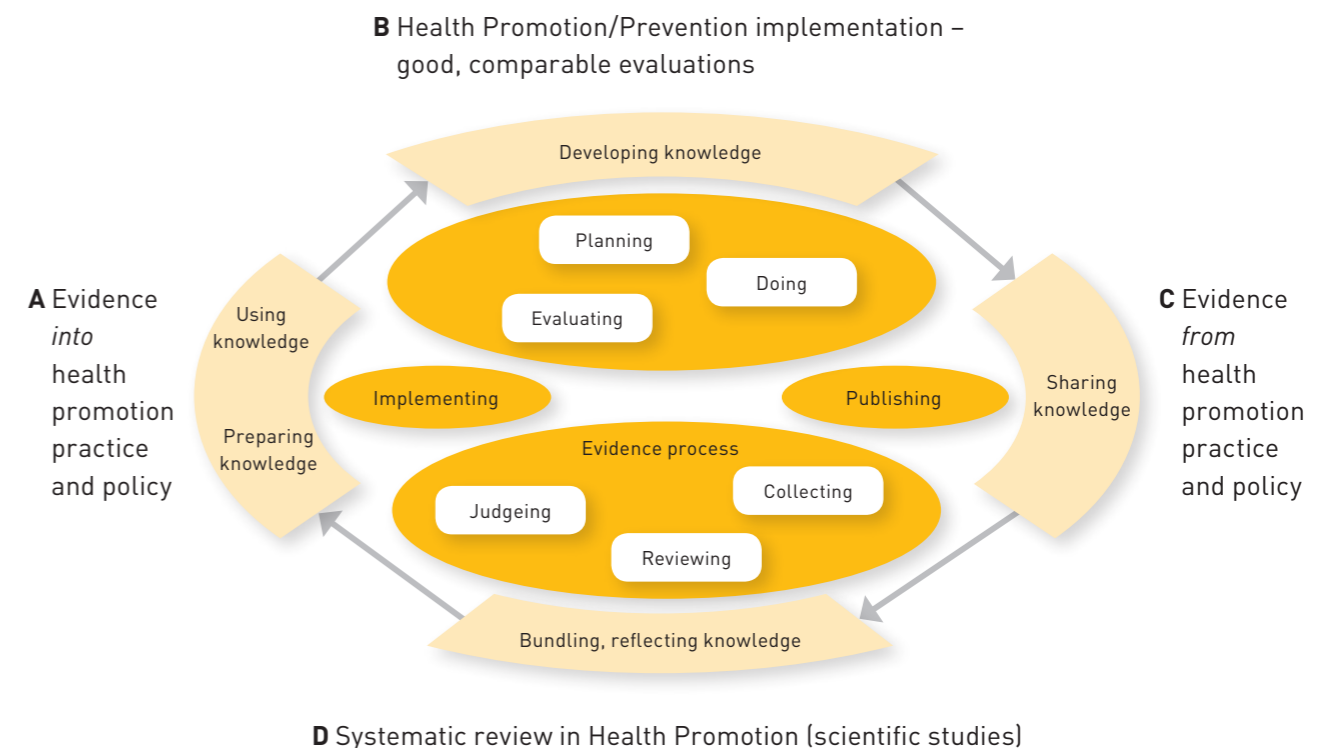 B Health Promotion/Prevention implementation –
good, comparable evaluations
Developing knowledge
Planning
Doing
Evaluating
A Evidence
into
health
promotion
practice
and policy
Using
knowledge
Preparing
knowledge
Implementing
Publishing
Sharing
knowledge
C Evidence
from
health
promotion
practice
and policy
Evidence process
Collecting
Judgeing
Reviewing
Bundling, reflecting knowledge
D Systematic review in Health Promotion (scientific studies)